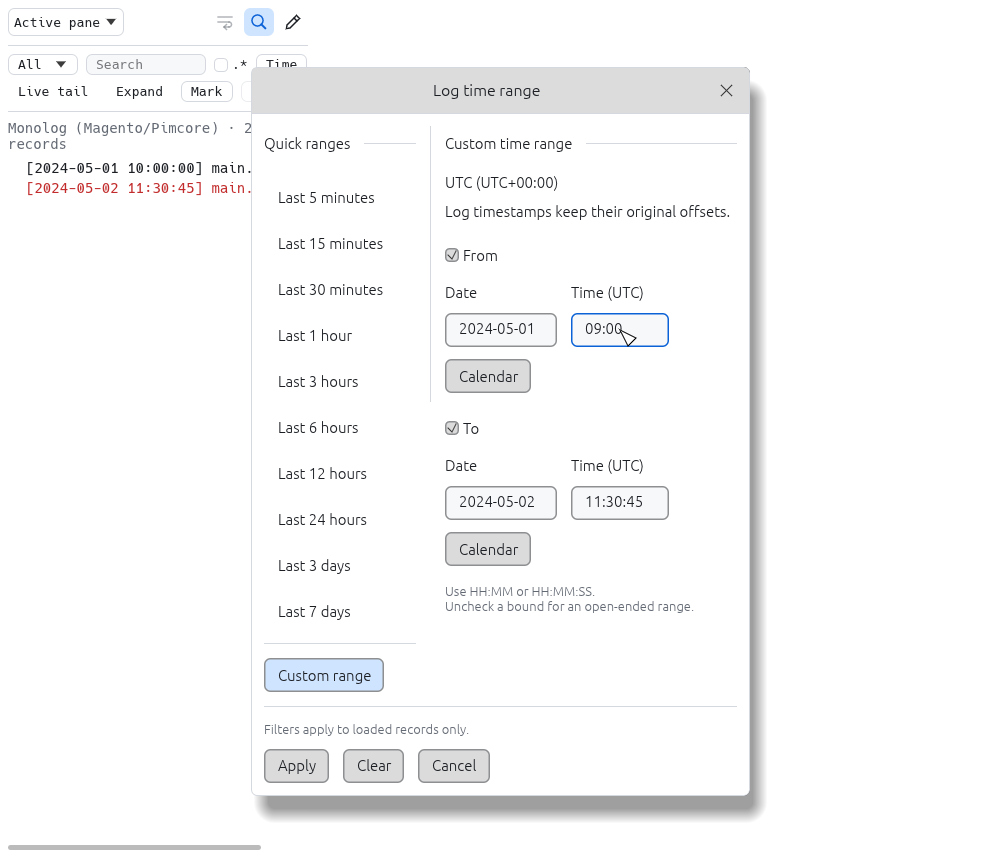 Active pane
All
Search
.*
Time
Live tail
Expand
Mark
Monolog (Magento/Pimcore) · 2
records
[2024-05-01 10:00:00] main.
[2024-05-02 11:30:45] main.
Log time range
Quick ranges
Last 5 minutes
Last 15 minutes
Last 30 minutes
Last 1 hour
Last 3 hours
Last 6 hours
Last 12 hours
Last 24 hours
Last 3 days
Last 7 days
Custom range
Custom time range
UTC (UTC+00:00)
Log timestamps keep their original offsets.
From
Date Time (UTC)
2024-05-01 09:00
Calendar
To
Date Time (UTC)
2024-05-02 11:30:45
Calendar
Use HH:MM or HH:MM:SS.
Uncheck a bound for an open-ended range.
Filters apply to loaded records only.
Apply Clear Cancel